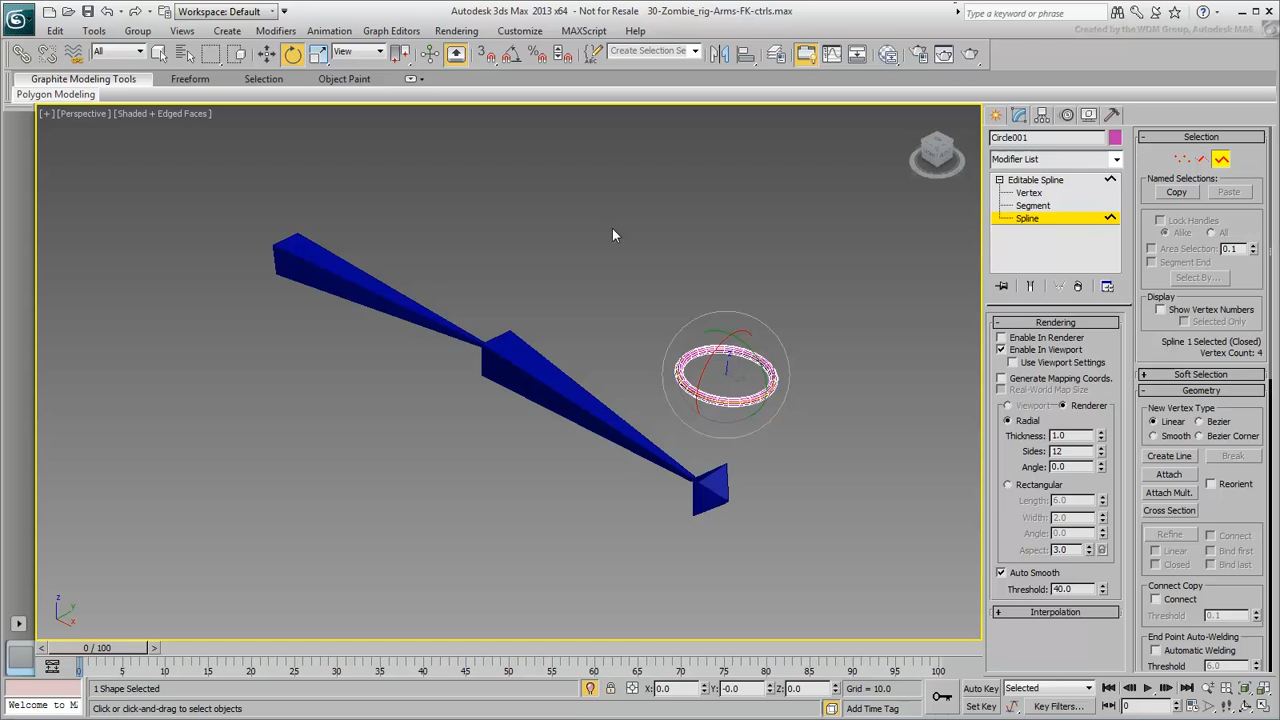 Workspace: Default
Autodesk 3ds Max 2013 x64 - Not for Resale 30-Zombie_rig-Arms-FK-ctrls.max
Type a keyword or phrase
Created by the WDM Group, Autodesk M&E
Edit Tools Group Views Create Modifiers Animation Graph Editors Rendering Customize MAXScript Help
All View Create Selection Se
Graphite Modeling Tools Freeform Selection Object Paint
Polygon Modeling
[+] [Perspective ] [Shaded + Edged Faces ]
Circle001
Modifier List
Editable Spline
Vertex
Segment
Spline
- Rendering
Enable In Renderer
Enable In Viewport
Use Viewport Settings
Generate Mapping Coords.
Real-World Map Size
Viewport Renderer
Radial
Thickness: 1.0
Sides: 12
Angle: 0.0
Rectangular
Length: 6.0
Width: 2.0
Angle: 0.0
Aspect: 3.0
Auto Smooth
Threshold: 40.0
+ Interpolation
- Selection
Named Selections:
Copy Paste
Lock Handles
Alike All
Area Selection: 0.1
Segment End
Select By...
Display
Show Vertex Numbers
Selected Only
Spline 1 Selected (Closed)
Vertex Count: 4
+ Soft Selection
- Geometry
New Vertex Type
Linear Bezier
Smooth Bezier Corner
Create Line Break
Attach
Reorient
Attach Mult.
Cross Section
Refine Connect
Linear Bind first
Closed Bind last
Connect Copy
Connect
Threshold 0.1
End Point Auto-Welding
Automatic Welding
Threshold 6.0
z
y
x
< 0 / 100 >
0 5 10 15 20 25 30 35 40 45 50 55 60 65 70 75 80 85 90 95 100
1 Shape Selected X: 0.0 Y: -0.0 Z: 0.0 Grid = 10.0 Auto Key Selected
Welcome to M Click or click-and-drag to select objects Add Time Tag Set Key Key Filters... 0